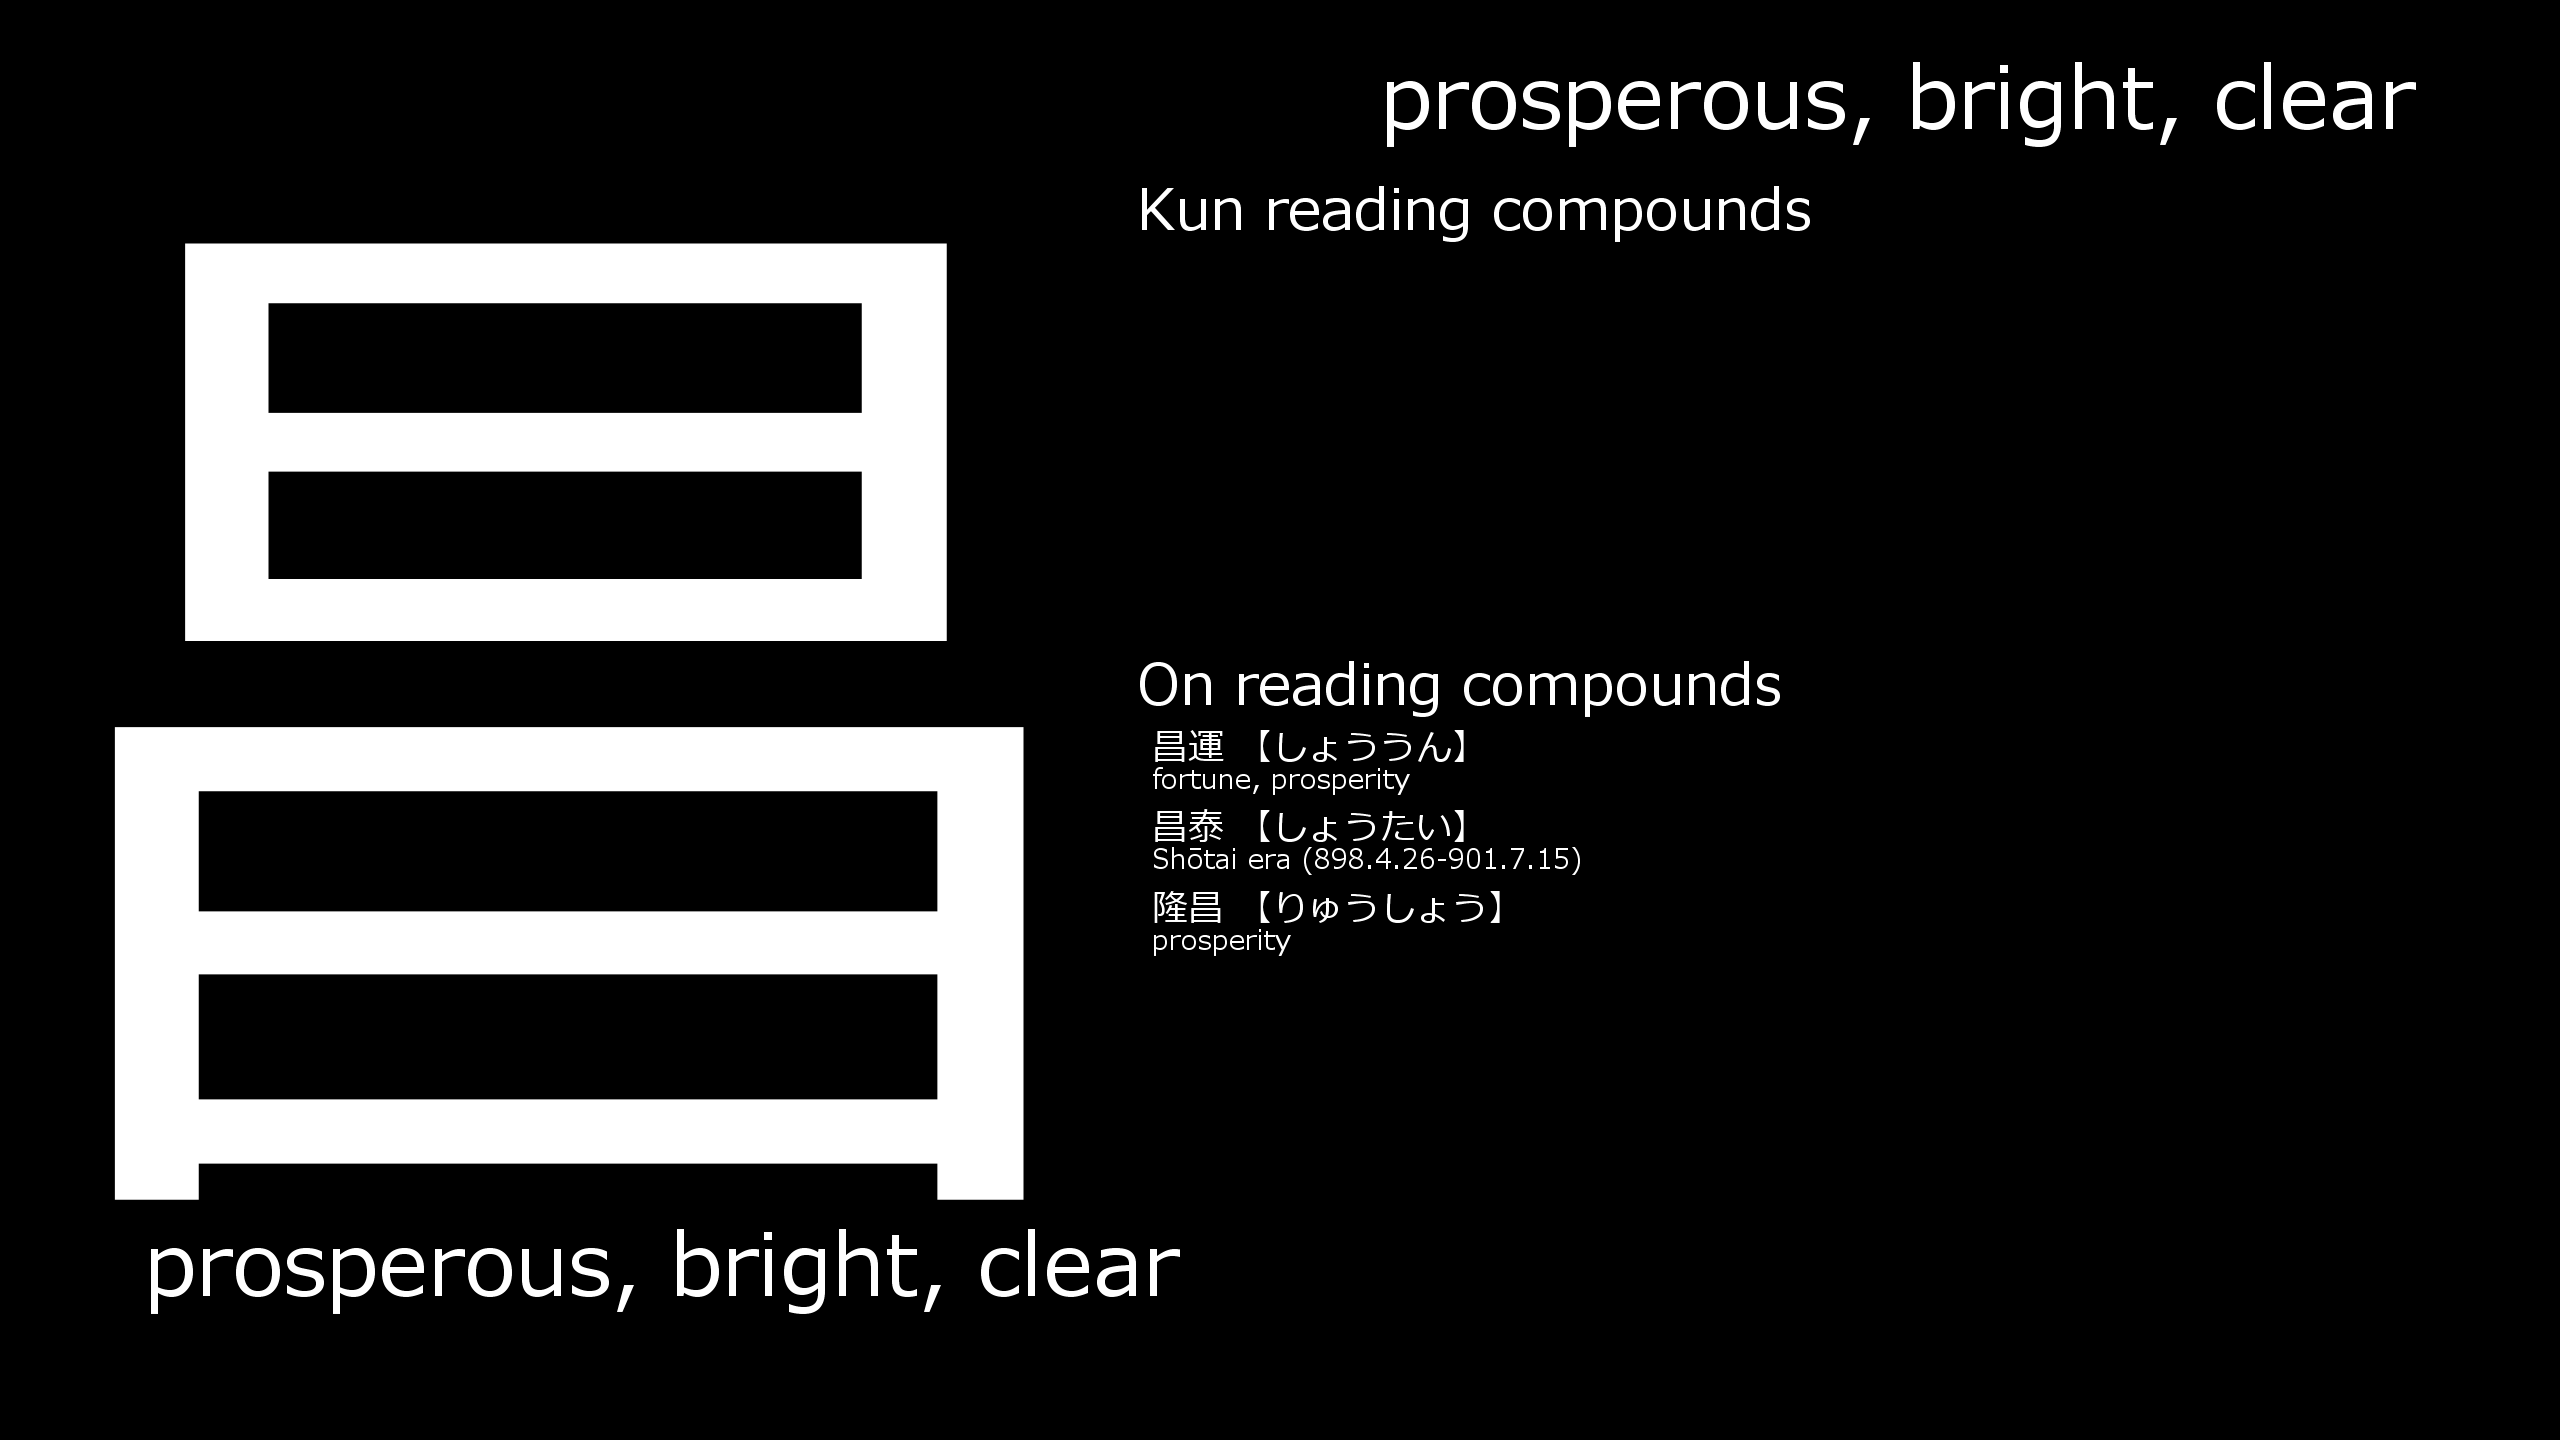 昌
prosperous, bright, clear
prosperous, bright, clear
Kun reading compounds
On reading compounds
昌運 【しょううん】
fortune, prosperity
昌泰 【しょうたい】
Shōtai era (898.4.26-901.7.15)
隆昌 【りゅうしょう】
prosperity